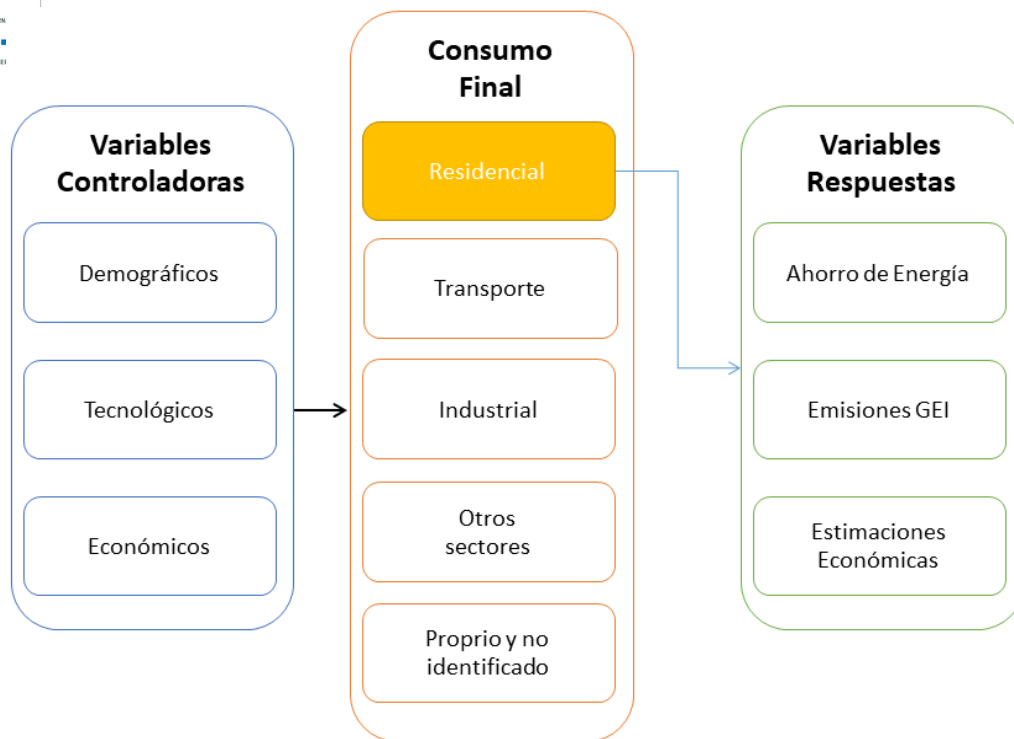 Consumo
Final
Variables
Controladoras
Demográficos
Tecnológicos
Económicos
Residencial
Transporte
Industrial
Otros
sectores
Proprio y no
identificado
Variables
Respuestas
Ahorro de Energía
Emisiones GEI
Estimaciones
Económicas